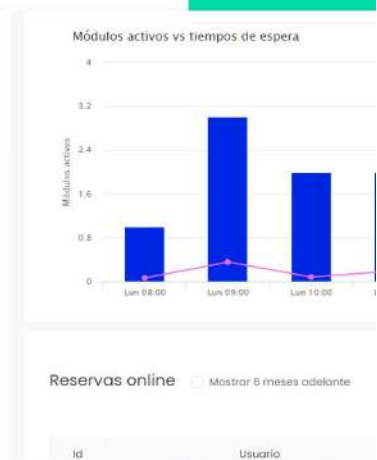 Módulos activos vs tiempos de espera
4
3.2
2.4
1.6
0.8
0
Módulos activos
Lun 08:00
Lun 09:00
Lun 10:00
Reservas online
Mostrar 6 meses adelante
Id
Usuario